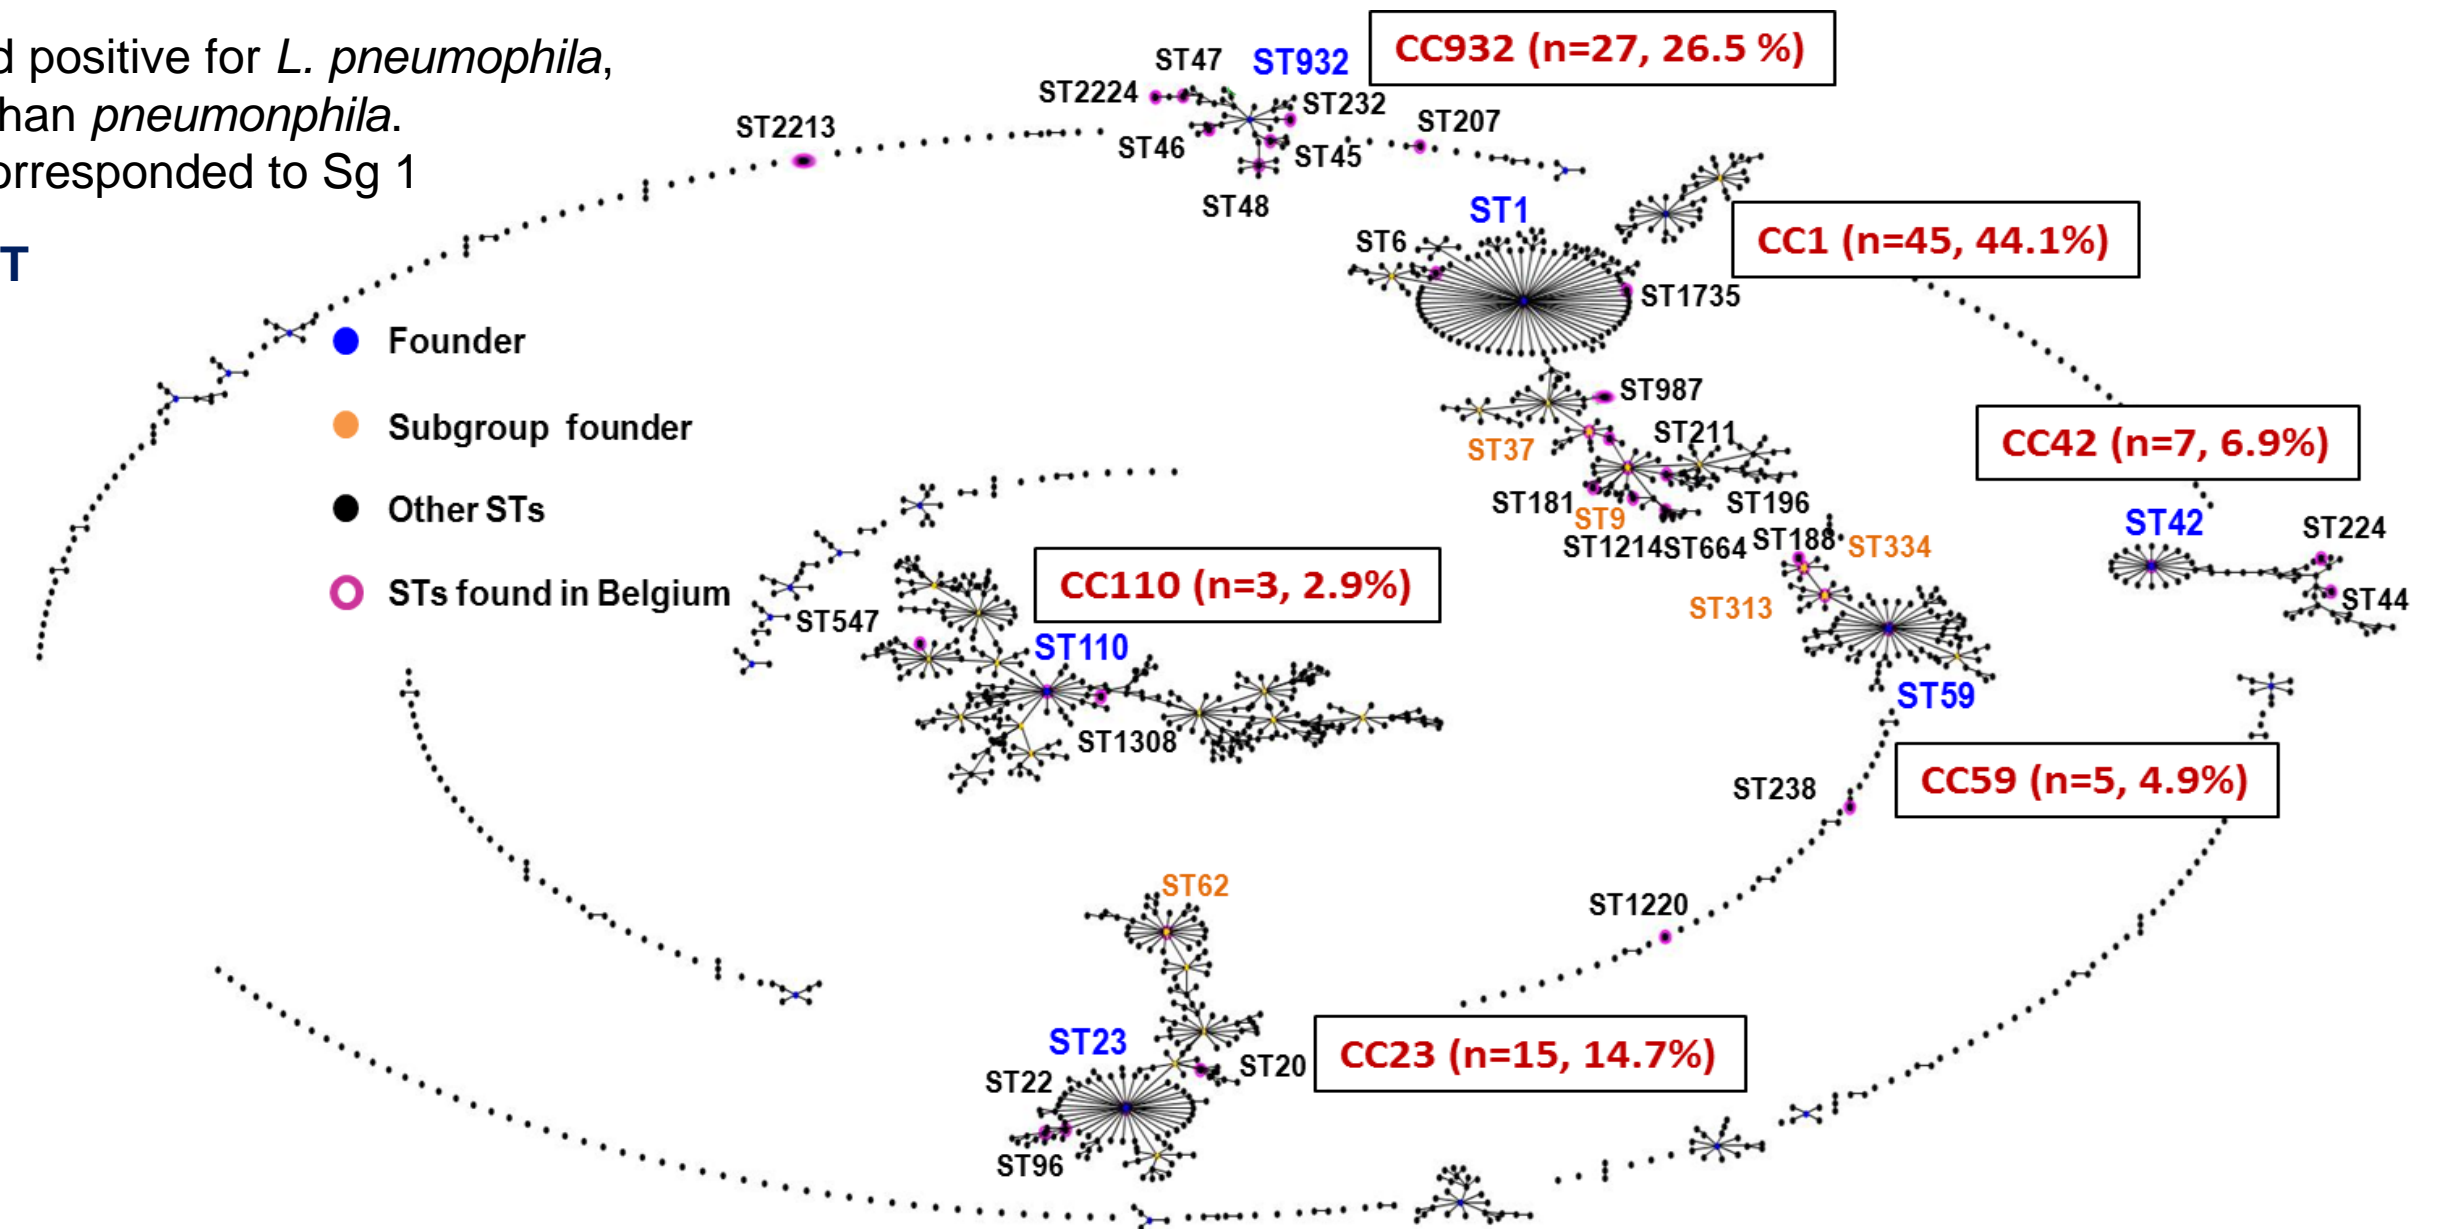 d positive for L. pneumophila,
han pneumonphila.
orresponded to Sg 1
T
Founder
Subgroup founder
Other STs
STs found in Belgium
CC932 (n=27, 26.5 %)
ST47
ST932
ST2224
ST232
ST46
ST45
ST48
ST207
ST2213
CC1 (n=45, 44.1%)
ST1
ST6
ST1735
ST987
ST37
ST211
ST181
ST9
ST196
ST1214
ST664
CC42 (n=7, 6.9%)
ST42
ST224
ST44
ST188
ST334
ST313
ST59
CC59 (n=5, 4.9%)
ST238
ST1220
CC110 (n=3, 2.9%)
ST547
ST110
ST1308
ST62
ST23
ST20
ST22
ST96
CC23 (n=15, 14.7%)